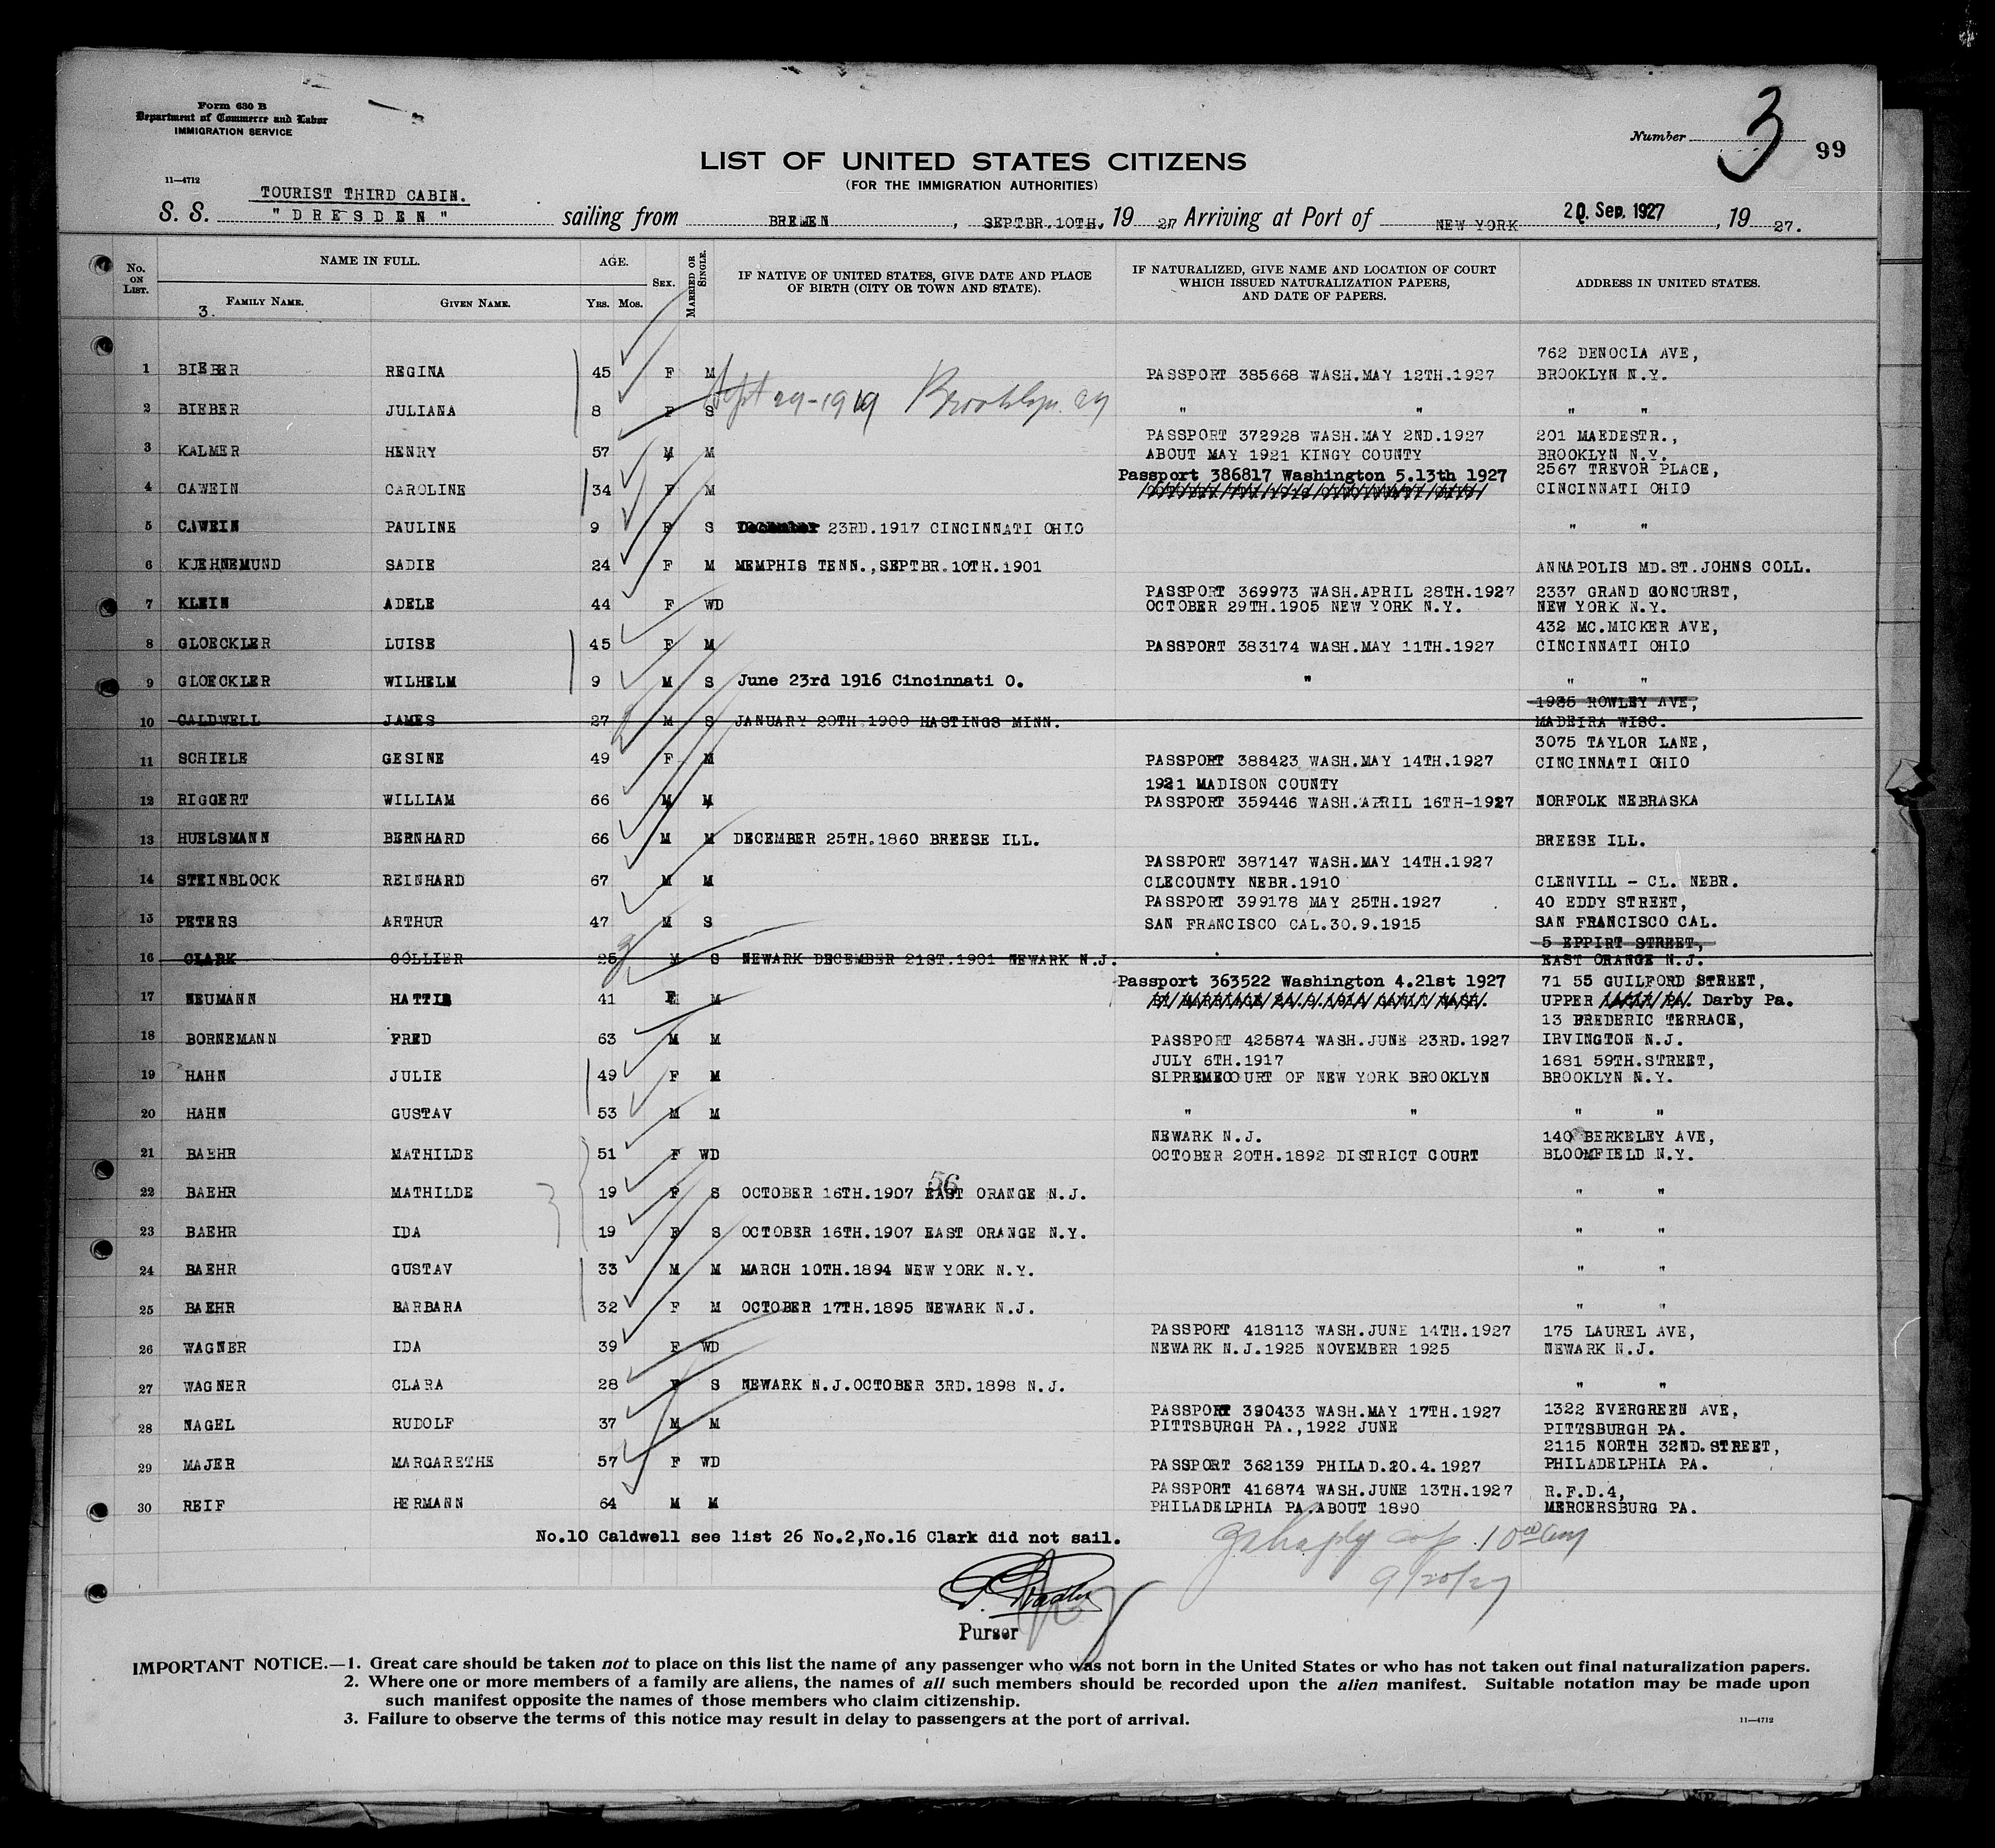 Form 630 B
Department of Commerce and Labor
IMMIGRATION SERVICE
Number 3 99
LIST OF UNITED STATES CITIZENS
(FOR THE IMMIGRATION AUTHORITIES)
11—4712
TOURIST THIRD CABIN.
S. S. "DRESDEN" sailing from BREMEN, SEPTBR.10TH. 19 27 Arriving at Port of NEW YORK 20. Sep. 1927, 19 27.
No. ON LIST. NAME IN FULL. AGE. SEX. MARRIED OR SINGLE. IF NATIVE OF UNITED STATES, GIVE DATE AND PLACE OF BIRTH (CITY OR TOWN AND STATE). IF NATURALIZED, GIVE NAME AND LOCATION OF COURT WHICH ISSUED NATURALIZATION PAPERS, AND DATE OF PAPERS. ADDRESS IN UNITED STATES.
FAMILY NAME. GIVEN NAME. YRS. MOS.
3.
762 DENOCIA AVE,
1 BIEBER REGINA 45 F M PASSPORT 385668 WASH.MAY 12TH.1927 BROOKLYN N.Y.
2 BIEBER JULIANA 8 F S Sept 29-1919 Brooklyn. NY " " " "
PASSPORT 372928 WASH.MAY 2ND.1927 201 MAEDESTR.,
3 KALMER HENRY 57 M M ABOUT MAY 1921 KINGY COUNTY BROOKLYN N.Y.
Passport 386817 Washington 5.13th 1927 2567 TREVOR PLACE,
4 CAWEIN CAROLINE 34 F M CINCINNATI OHIO
5 CAWEIN PAULINE 9 F S December 23RD.1917 CINCINNATI OHIO " "
6 KUEHNEMUND SADIE 24 F M MEMPHIS TENN.,SEPTBR.10TH.1901 ANNAPOLIS MD.ST.JOHNS COLL.
PASSPORT 369973 WASH.APRIL 28TH.1927 2337 GRAND CONCURST,
7 KLEIN ADELE 44 F WD OCTOBER 29TH.1905 NEW YORK N.Y. NEW YORK N.Y.
432 MC.MICKER AVE,
8 GLOECKLER LUISE 45 F M PASSPORT 383174 WASH.MAY 11TH.1927 CINCINNATI OHIO
9 GLOECKLER WILHELM 9 M S June 23rd 1916 Cincinnati O. " " "
1935 ROWLEY AVE,
10 CALDWELL JAMES 27 M S JANUARY 20TH.1900 HASTINGS MINN. MADEIRA WISC.
3075 TAYLOR LANE,
11 SCHIELE GESINE 49 F M PASSPORT 388423 WASH.MAY 14TH.1927 CINCINNATI OHIO
1921 MADISON COUNTY
12 RIGGERT WILLIAM 66 M M PASSPORT 359446 WASH.APRIL 16TH-1927 NORFOLK NEBRASKA
13 HUELSMANN BERNHARD 66 M M DECEMBER 25TH.1860 BREESE ILL. BREESE ILL.
PASSPORT 387147 WASH.MAY 14TH.1927
14 STEINBLOCK REINHARD 67 M M CLECOUNTY NEBR.1910 CLENVILL - CL. NEBR.
PASSPORT 399178 MAY 25TH.1927 40 EDDY STREET,
15 PETERS ARTHUR 47 M S SAN FRANCISCO CAL.30.9.1915 SAN FRANCISCO CAL.
5 EPPIRT STREET,
16 CLARK COLLIER 25 M S NEWARK DECEMBER 21ST.1901 NEWARK N.J. EAST ORANGE N.J.
Passport 363522 Washington 4.21st 1927 71 55 GUILFORD STREET,
17 NEUMANN HATTIE 41 F M UPPER Darby Pa.
13 FREDERIC TERRACE,
18 BORNEMANN FRED 63 M M PASSPORT 425874 WASH.JUNE 23RD.1927 IRVINGTON N.J.
JULY 6TH.1917 1681 59TH.STREET,
19 HAHN JULIE 49 F M SUPREMECOURT OF NEW YORK BROOKLYN BROOKLYN N.Y.
20 HAHN GUSTAV 53 M M " " " "
NEWARK N.J. 140 BERKELEY AVE,
21 BAEHR MATHILDE 51 F WD OCTOBER 20TH.1892 DISTRICT COURT BLOOMFIELD N.Y.
56
22 BAEHR MATHILDE 19 F S OCTOBER 16TH.1907 EAST ORANGE N.J. " "
23 BAEHR IDA 19 F S OCTOBER 16TH.1907 EAST ORANGE N.Y. " "
24 BAEHR GUSTAV 33 M M MARCH 10TH.1894 NEW YORK N.Y. " "
25 BAEHR BARBARA 32 F M OCTOBER 17TH.1895 NEWARK N.J. " "
PASSPORT 418113 WASH.JUNE 14TH.1927 175 LAUREL AVE,
26 WAGNER IDA 39 F WD NEWARK N.J.1925 NOVEMBER 1925 NEWARK N.J.
27 WAGNER CLARA 28 F S NEWARK N.J.OCTOBER 3RD.1898 N.J. " "
PASSPORT 390433 WASH.MAY 17TH.1927 1322 EVERGREEN AVE,
28 NAGEL RUDOLF 37 M M PITTSBURGH PA.,1922 JUNE PITTSBURGH PA.
2115 NORTH 32ND.STREET,
29 MAJER MARGARETHE 57 F WD PASSPORT 362139 PHILAD.20.4.1927 PHILADELPHIA PA.
PASSPORT 416874 WASH.JUNE 13TH.1927 R.F.D.4,
30 REIF HERMANN 64 M M PHILADELPHIA PA.ABOUT 1890 MERCERSBURG PA.
No.10 Caldwell see list 26 No.2,No.16 Clark did not sail.
10 00 am
9/20/27
Purser
IMPORTANT NOTICE.—1. Great care should be taken not to place on this list the name of any passenger who was not born in the United States or who has not taken out final naturalization papers.
2. Where one or more members of a family are aliens, the names of all such members should be recorded upon the alien manifest. Suitable notation may be made upon
such manifest opposite the names of those members who claim citizenship.
3. Failure to observe the terms of this notice may result in delay to passengers at the port of arrival.
11—4712